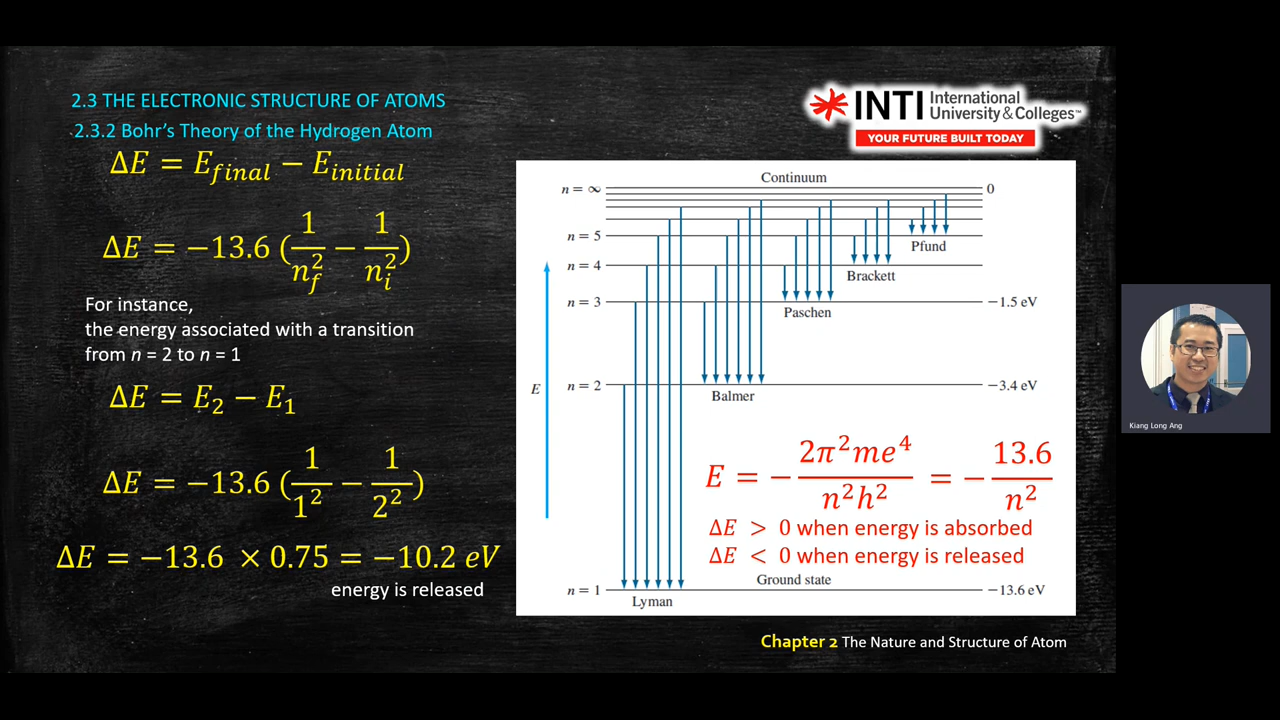 2.3 THE ELECTRONIC STRUCTURE OF ATOMS
2.3.2 Bohr's Theory of the Hydrogen Atom
ΔE = E_final − E_initial
ΔE = −13.6 (1/n_f² − 1/n_i²)
For instance,
the energy associated with a transition
from n = 2 to n = 1
ΔE = E₂ − E₁
ΔE = −13.6 (1/1² − 1/2²)
ΔE = −13.6 × 0.75 = −10.2 eV
energy is released
INTI International
University & Colleges™
YOUR FUTURE BUILT TODAY
Continuum
n = ∞ 0
n = 5
Pfund
n = 4
Brackett
n = 3 −1.5 eV
Paschen
E
n = 2 −3.4 eV
Balmer
E = − 2π²me⁴/n²h² = − 13.6/n²
ΔE > 0 when energy is absorbed
ΔE < 0 when energy is released
Ground state
n = 1 −13.6 eV
Lyman
Chapter 2 The Nature and Structure of Atom
Kiang Long Ang